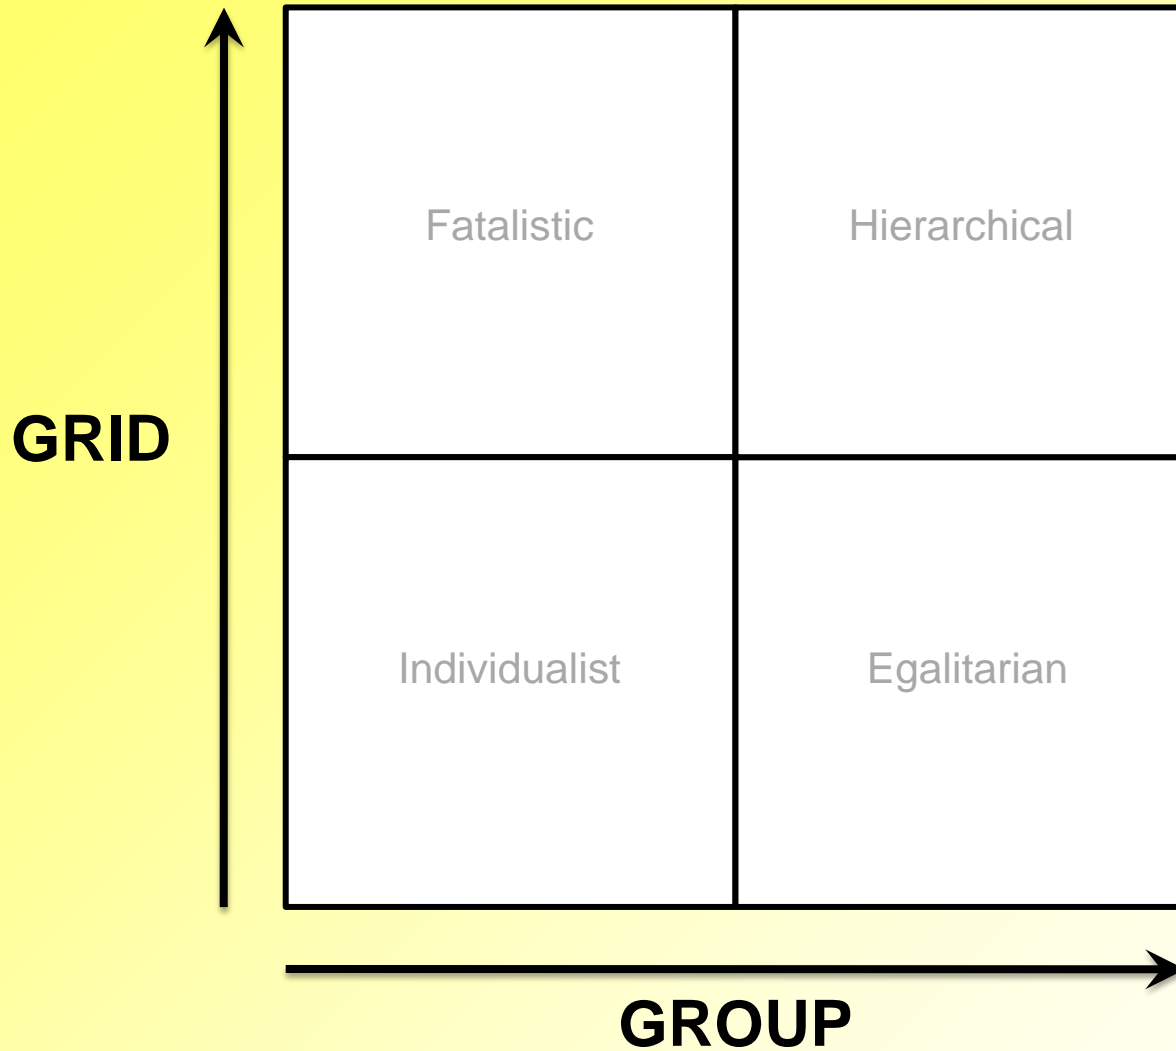 Fatalistic
Hierarchical
GRID
Individualist
Egalitarian
GROUP